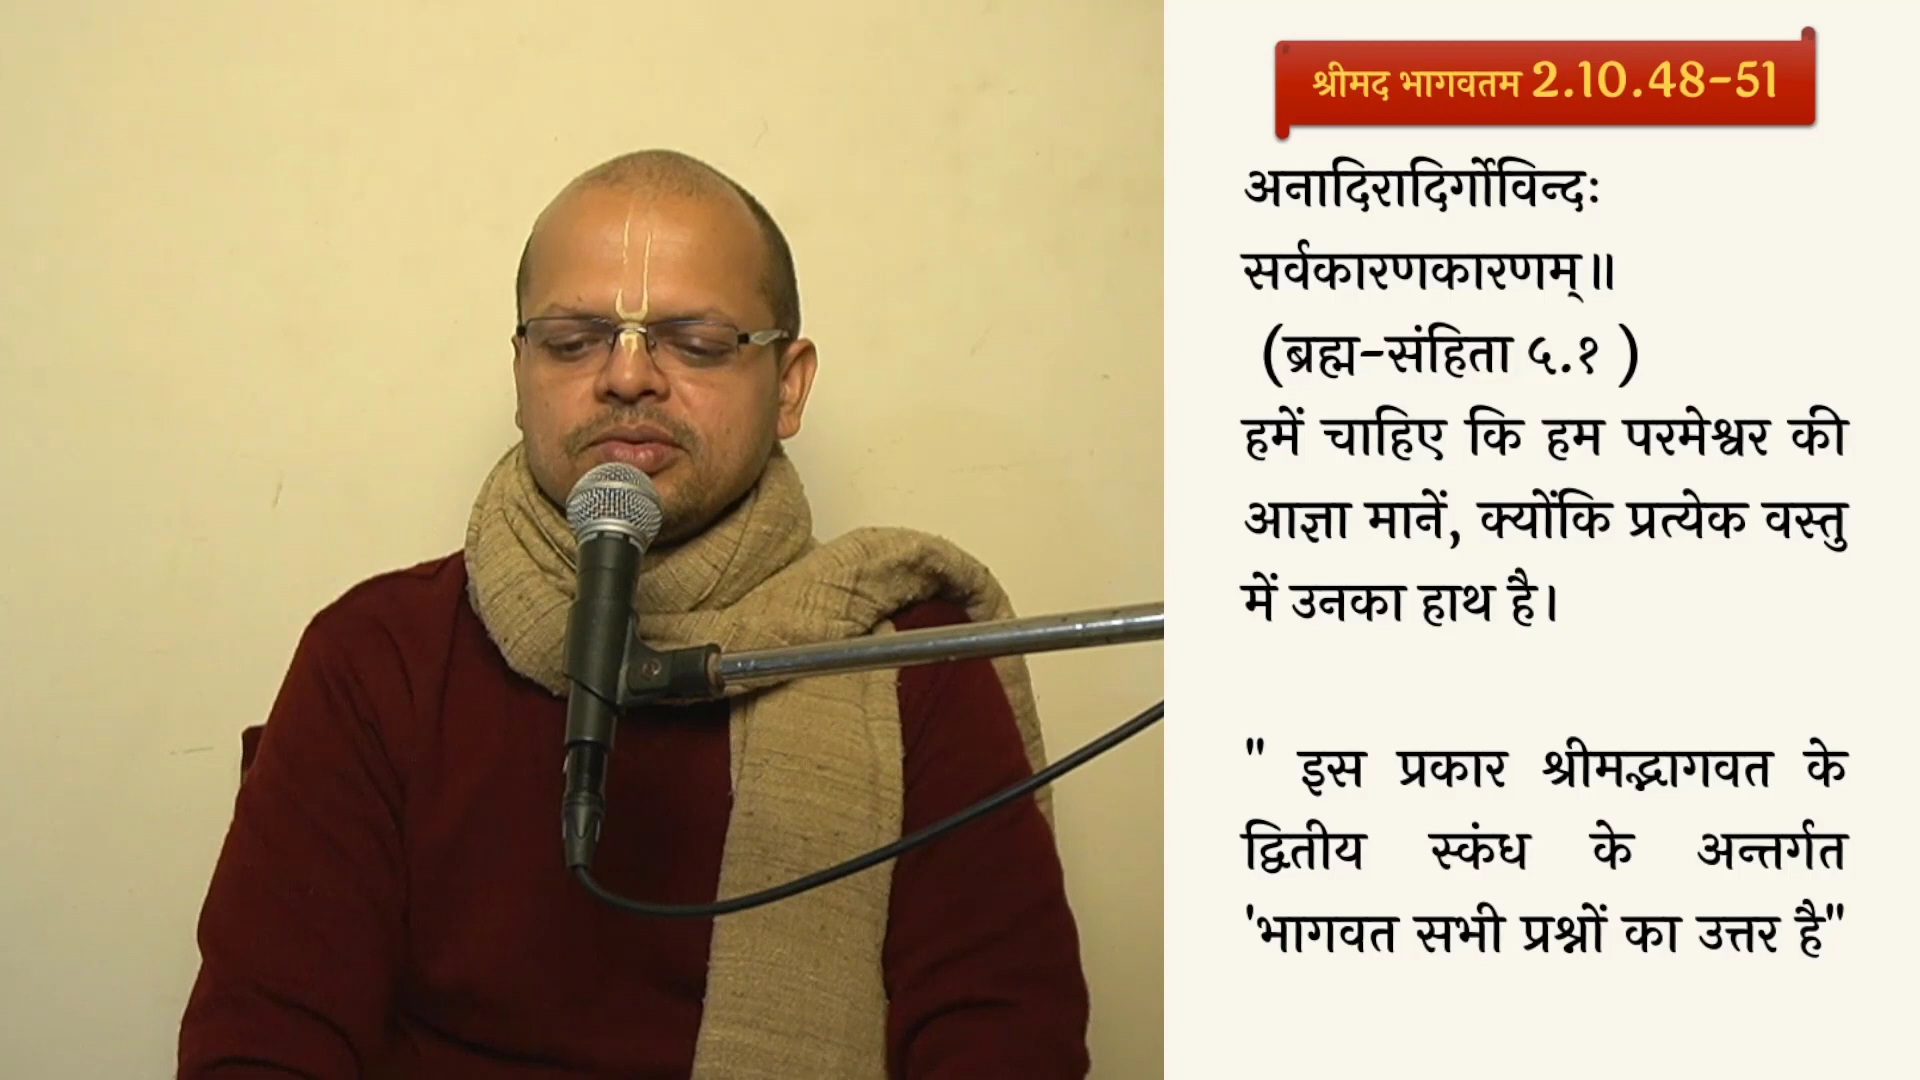 श्रीमद भागवतम 2.10.48-51
अनादिरादिर्गोविन्दः
सर्वकारणकारणम्॥
(ब्रह्म-संहिता ५.१ )
हमें चाहिए कि हम परमेश्वर की
आज्ञा मानें, क्योंकि प्रत्येक वस्तु
में उनका हाथ है।
" इस प्रकार श्रीमद्भागवत के
द्वितीय स्कंध के अन्तर्गत
'भागवत सभी प्रश्नों का उत्तर है"